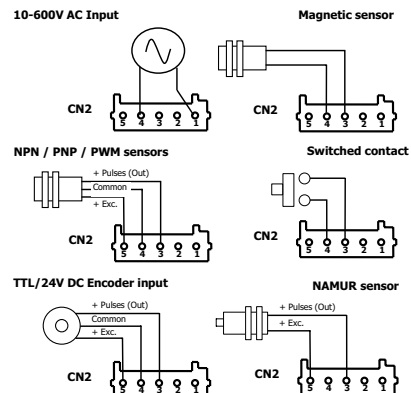 10-600V AC Input
CN2
5 4 3 2 1
Magnetic sensor
CN2
5 4 3 2 1
NPN / PNP / PWM sensors
+ Pulses (Out)
Common
+ Exc.
CN2
5 4 3 2 1
Switched contact
CN2
5 4 3 2 1
TTL/24V DC Encoder input
+ Pulses (Out)
Common
+ Exc.
CN2
5 4 3 2 1
NAMUR sensor
+ Pulses (Out)
+ Exc.
CN2
5 4 3 2 1